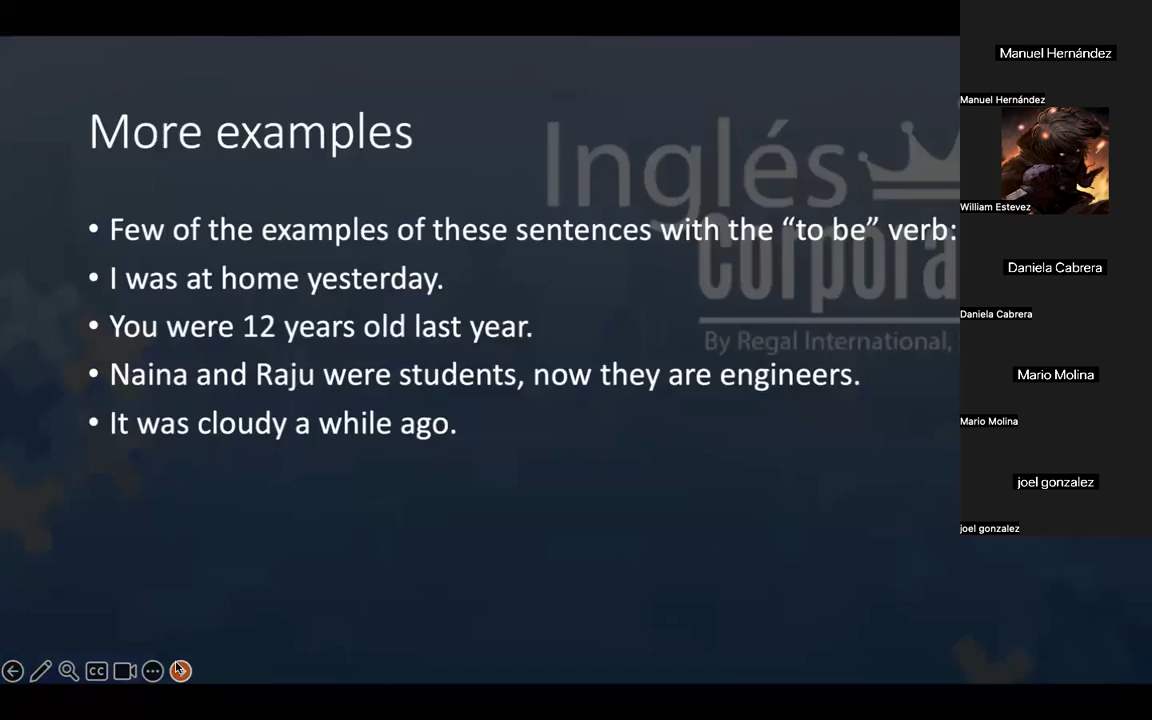 More examples
Inglés
corpora
By Regal International,
• Few of the examples of these sentences with the “to be” verb:
• I was at home yesterday.
• You were 12 years old last year.
• Naina and Raju were students, now they are engineers.
• It was cloudy a while ago.
CC
Manuel Hernández
Manuel Hernández
William Estevez
Daniela Cabrera
Daniela Cabrera
Mario Molina
Mario Molina
joel gonzalez
joel gonzalez